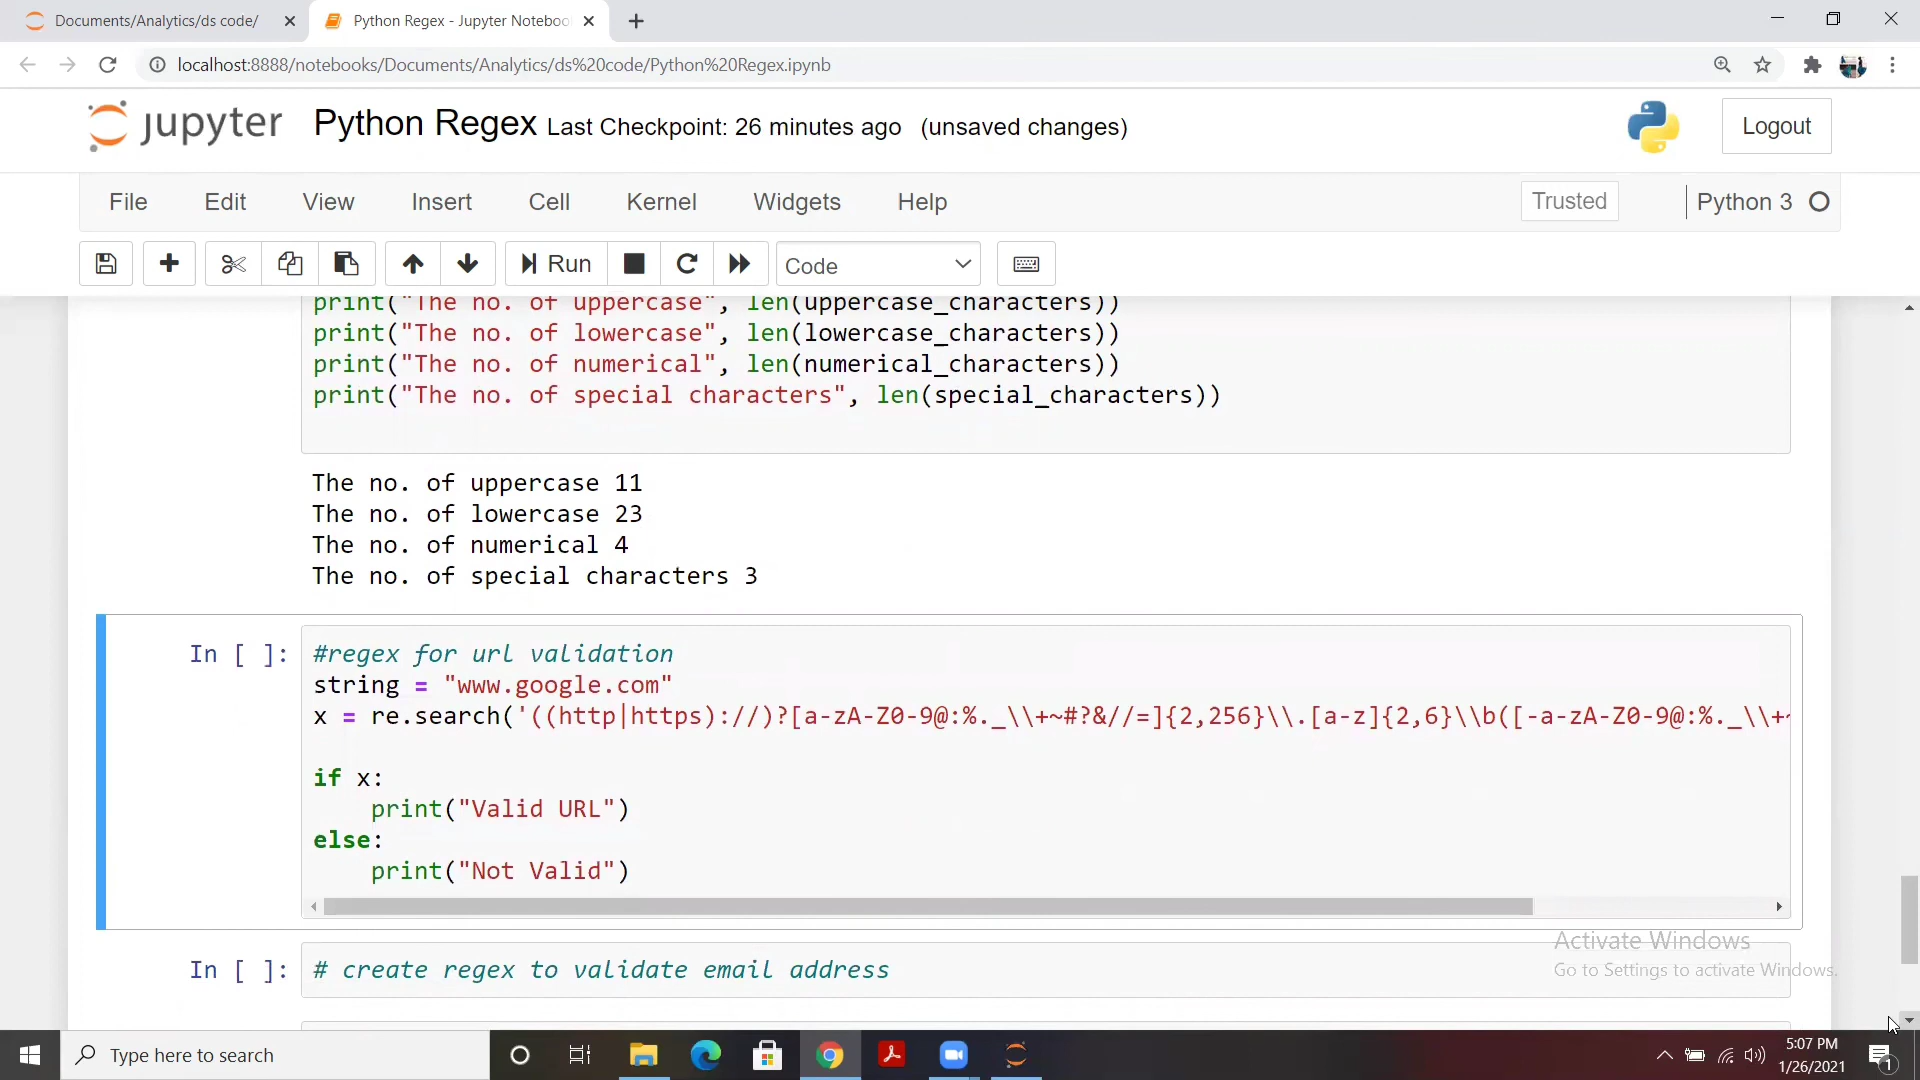 Documents/Analytics/ds code/
Python Regex - Jupyter Noteboo
localhost:8888/notebooks/Documents/Analytics/ds%20code/Python%20Regex.ipynb
jupyter Python Regex Last Checkpoint: 26 minutes ago (unsaved changes) Logout
File Edit View Insert Cell Kernel Widgets Help Trusted Python 3
Run Code
print("The no. of uppercase", len(uppercase_characters))
print("The no. of lowercase", len(lowercase_characters))
print("The no. of numerical", len(numerical_characters))
print("The no. of special characters", len(special_characters))
The no. of uppercase 11
The no. of lowercase 23
The no. of numerical 4
The no. of special characters 3
In [ ]: #regex for url validation
string = "www.google.com"
x = re.search('((http|https)://)?[a-zA-Z0-9@:%._\\+~#?&//=]{2,256}\\.[a-z]{2,6}\\b([-a-zA-Z0-9@:%._\\+~
if x:
    print("Valid URL")
else:
    print("Not Valid")
Activate Windows
In [ ]: # create regex to validate email address
Go to Settings to activate Windows.
Type here to search
5:07 PM
1/26/2021
1